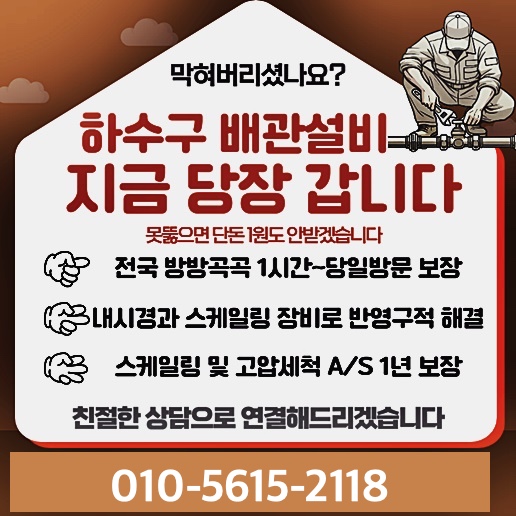 막혀버리셨나요?
하수구 배관설비
지금 당장 갑니다
못뚫으면 단돈 1원도 안받겠습니다
전국 방방곡곡 1시간~당일방문 보장
내시경과 스케일링 장비로 반영구적 해결
스케일링 및 고압세척 A/S 1년 보장
친절한 상담으로 연결해드리겠습니다
010-5615-2118